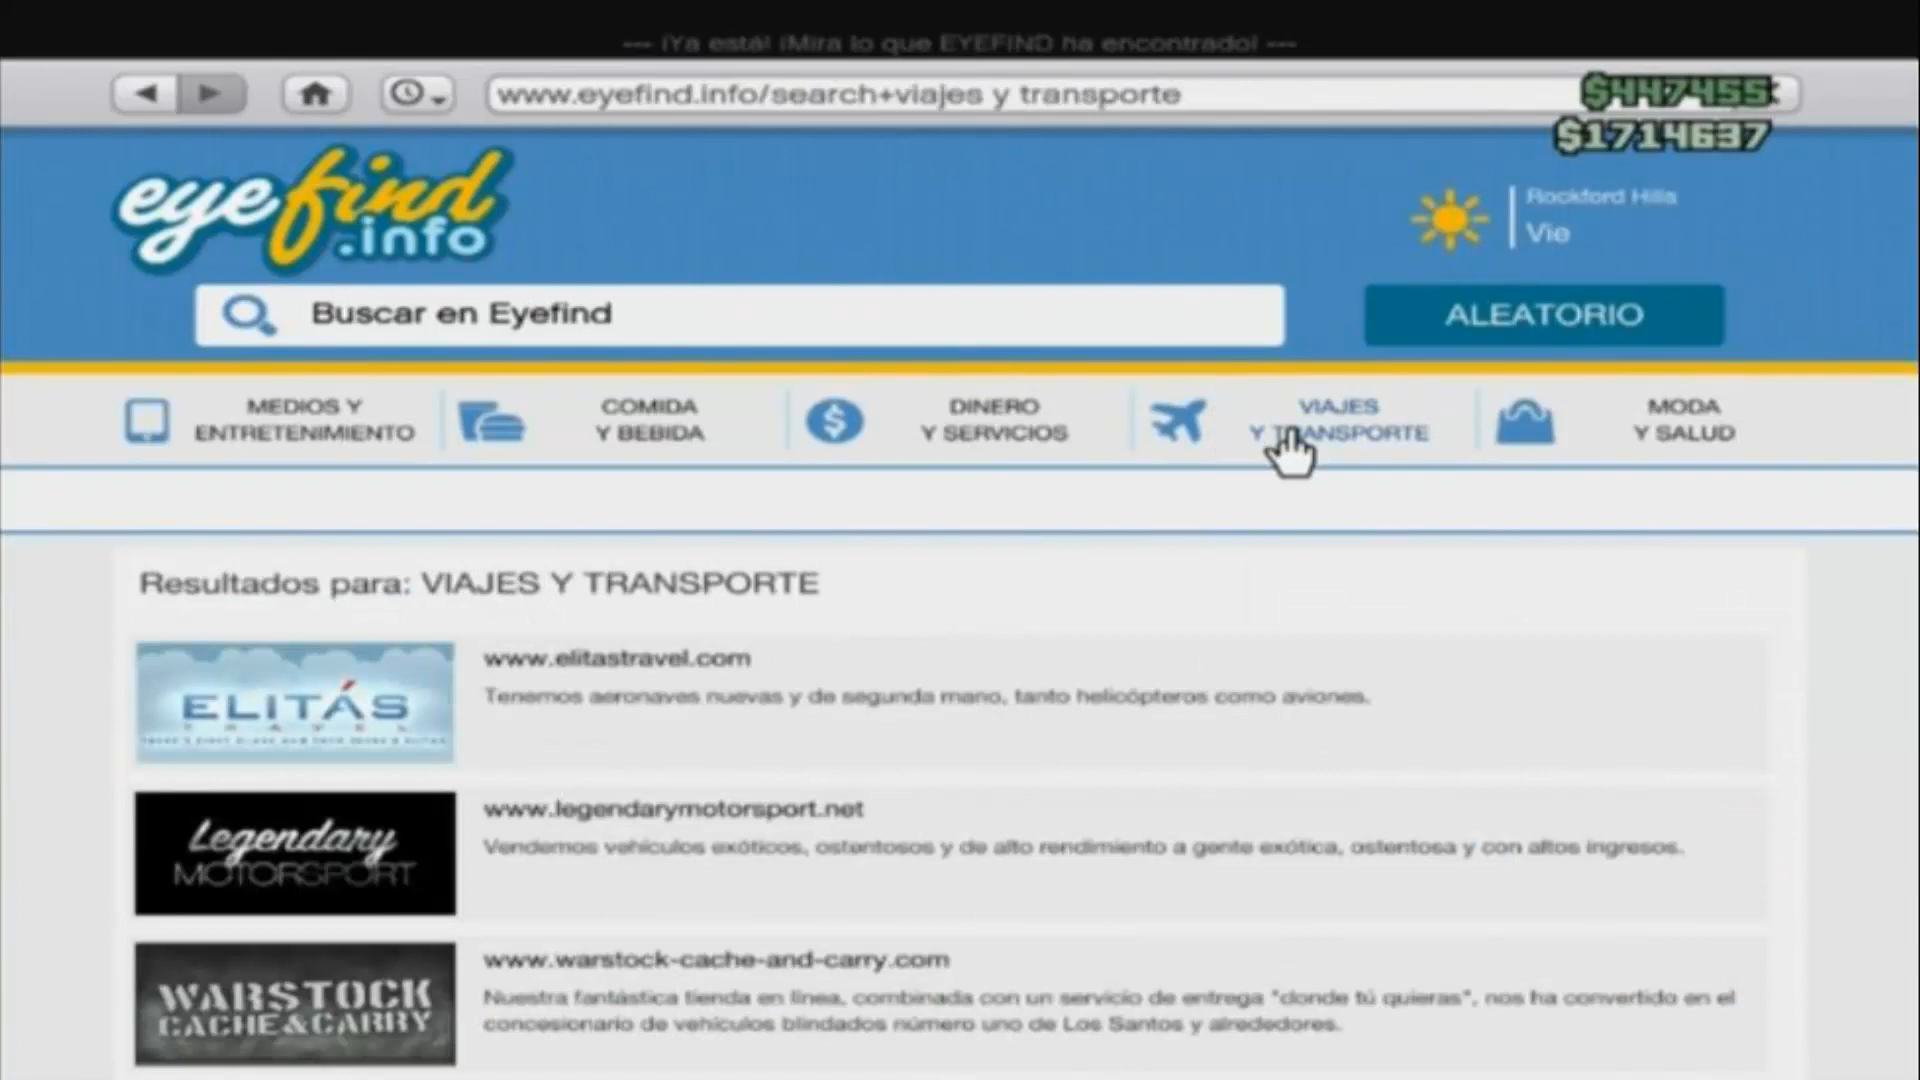 --- ¡Ya está! ¡Mira lo que EYEFIND ha encontrado! ---
www.eyefind.info/search+viajes y transporte
$447455
$1714637
eyefind
.info
Rockford Hills
Vie
Buscar en Eyefind
ALEATORIO
MEDIOS Y
ENTRETENIMIENTO
COMIDA
Y BEBIDA
DINERO
Y SERVICIOS
VIAJES
Y TRANSPORTE
MODA
Y SALUD
Resultados para: VIAJES Y TRANSPORTE
ELITÁS
TRAVEL
www.elitastravel.com
Tenemos aeronaves nuevas y de segunda mano, tanto helicópteros como aviones.
Legendary
MOTORSPORT
www.legendarymotorsport.net
Vendemos vehículos exóticos, ostentosos y de alto rendimiento a gente exótica, ostentosa y con altos ingresos.
WARSTOCK
CACHE&CARRY
www.warstock-cache-and-carry.com
Nuestra fantástica tienda en línea, combinada con un servicio de entrega "donde tú quieras", nos ha convertido en el
concesionario de vehículos blindados número uno de Los Santos y alrededores.